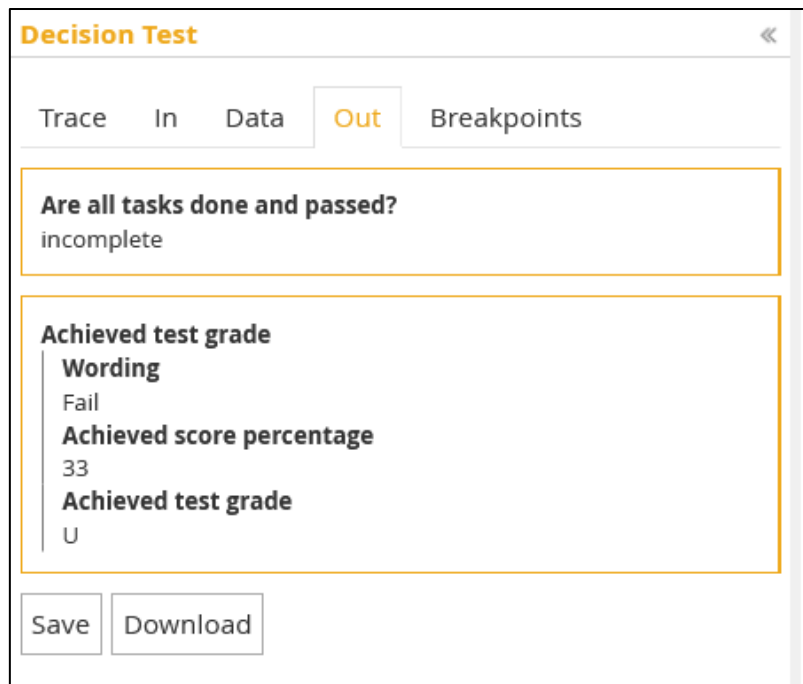 Decision Test «
Trace In Data Out Breakpoints
Are all tasks done and passed?
incomplete
Achieved test grade
Wording
Fail
Achieved score percentage
33
Achieved test grade
U
Save Download